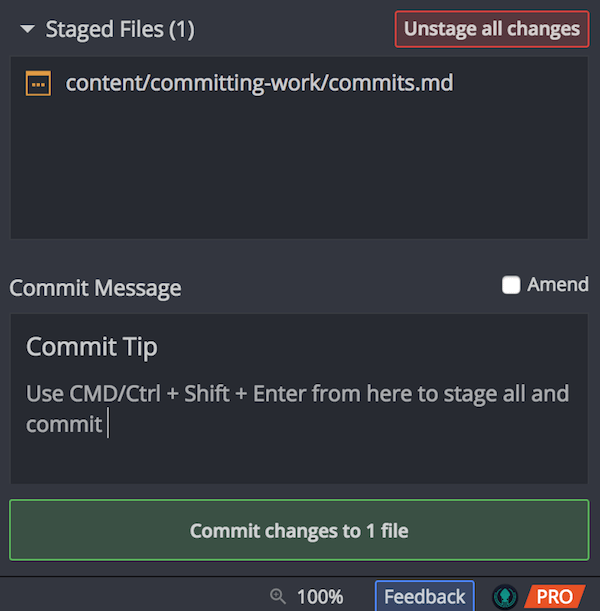 Staged Files (1)
Unstage all changes
content/committing-work/commits.md
Commit Message
Amend
Commit Tip
Use CMD/Ctrl + Shift + Enter from here to stage all and
commit
Commit changes to 1 file
100%
Feedback
PRO